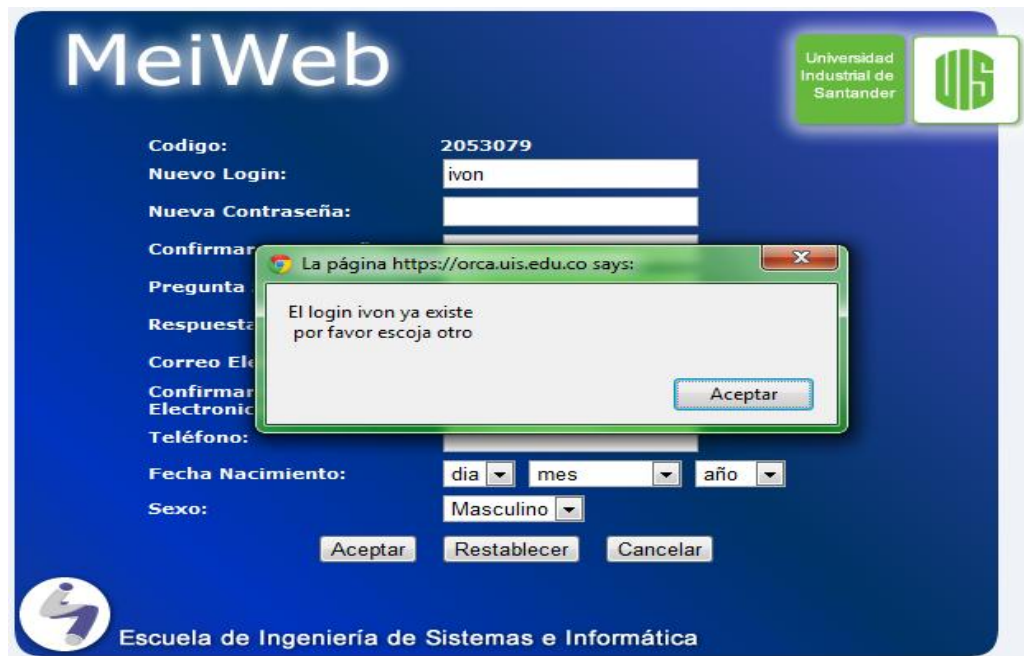 MeiWeb
Universidad
Industrial de
Santander
UIS
Codigo: 2053079
Nuevo Login: ivon
Nueva Contraseña:
Confirmar
La página https://orca.uis.edu.co says:
Pregunta
El login ivon ya existe
por favor escoja otro
Respuesta
Correo Ele
Confirmar
Electronic
Aceptar
Teléfono:
Fecha Nacimiento: dia mes año
Sexo: Masculino
Aceptar Restablecer Cancelar
Escuela de Ingeniería de Sistemas e Informática